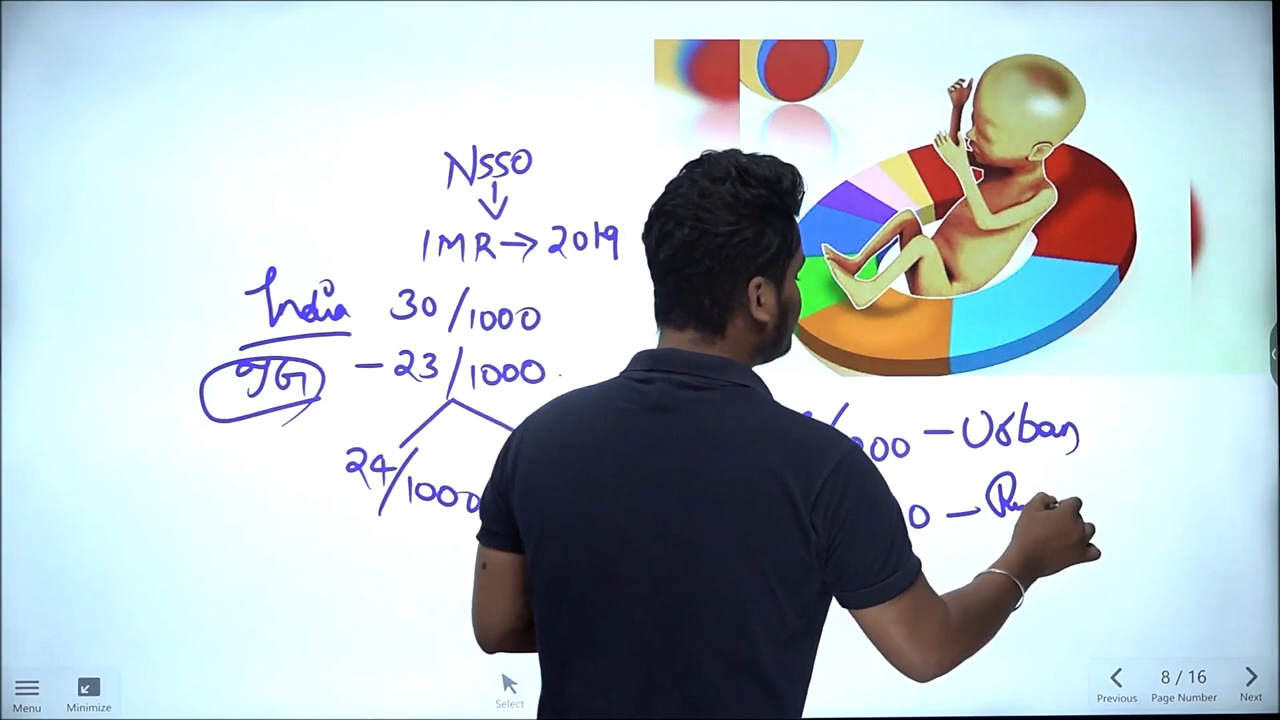 NSSO
IMR → 2019
India 30/1000
TG - 23/1000
24/1000
000 - Urban
0 -
8 / 16
Previous Page Number Next
Menu Minimize
Select